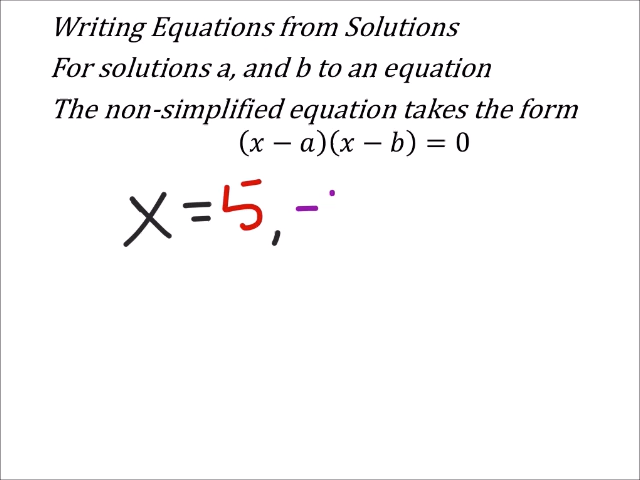 Writing Equations from Solutions
For solutions a, and b to an equation
The non-simplified equation takes the form
(x − a)(x − b) = 0
x = 5, -